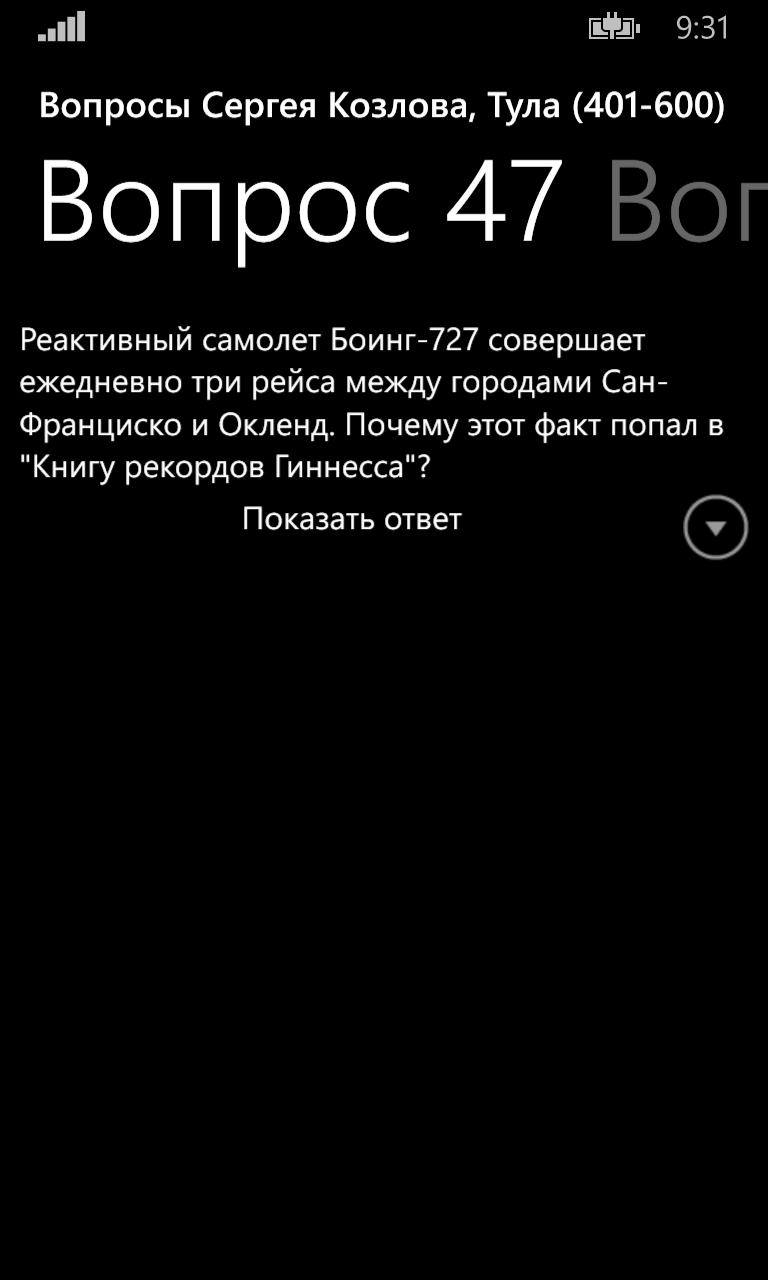 9:31
Вопросы Сергея Козлова, Тула (401-600)
Вопрос 47 Воп
Реактивный самолет Боинг-727 совершает
ежедневно три рейса между городами Сан-
Франциско и Окленд. Почему этот факт попал в
"Книгу рекордов Гиннесса"?
Показать ответ